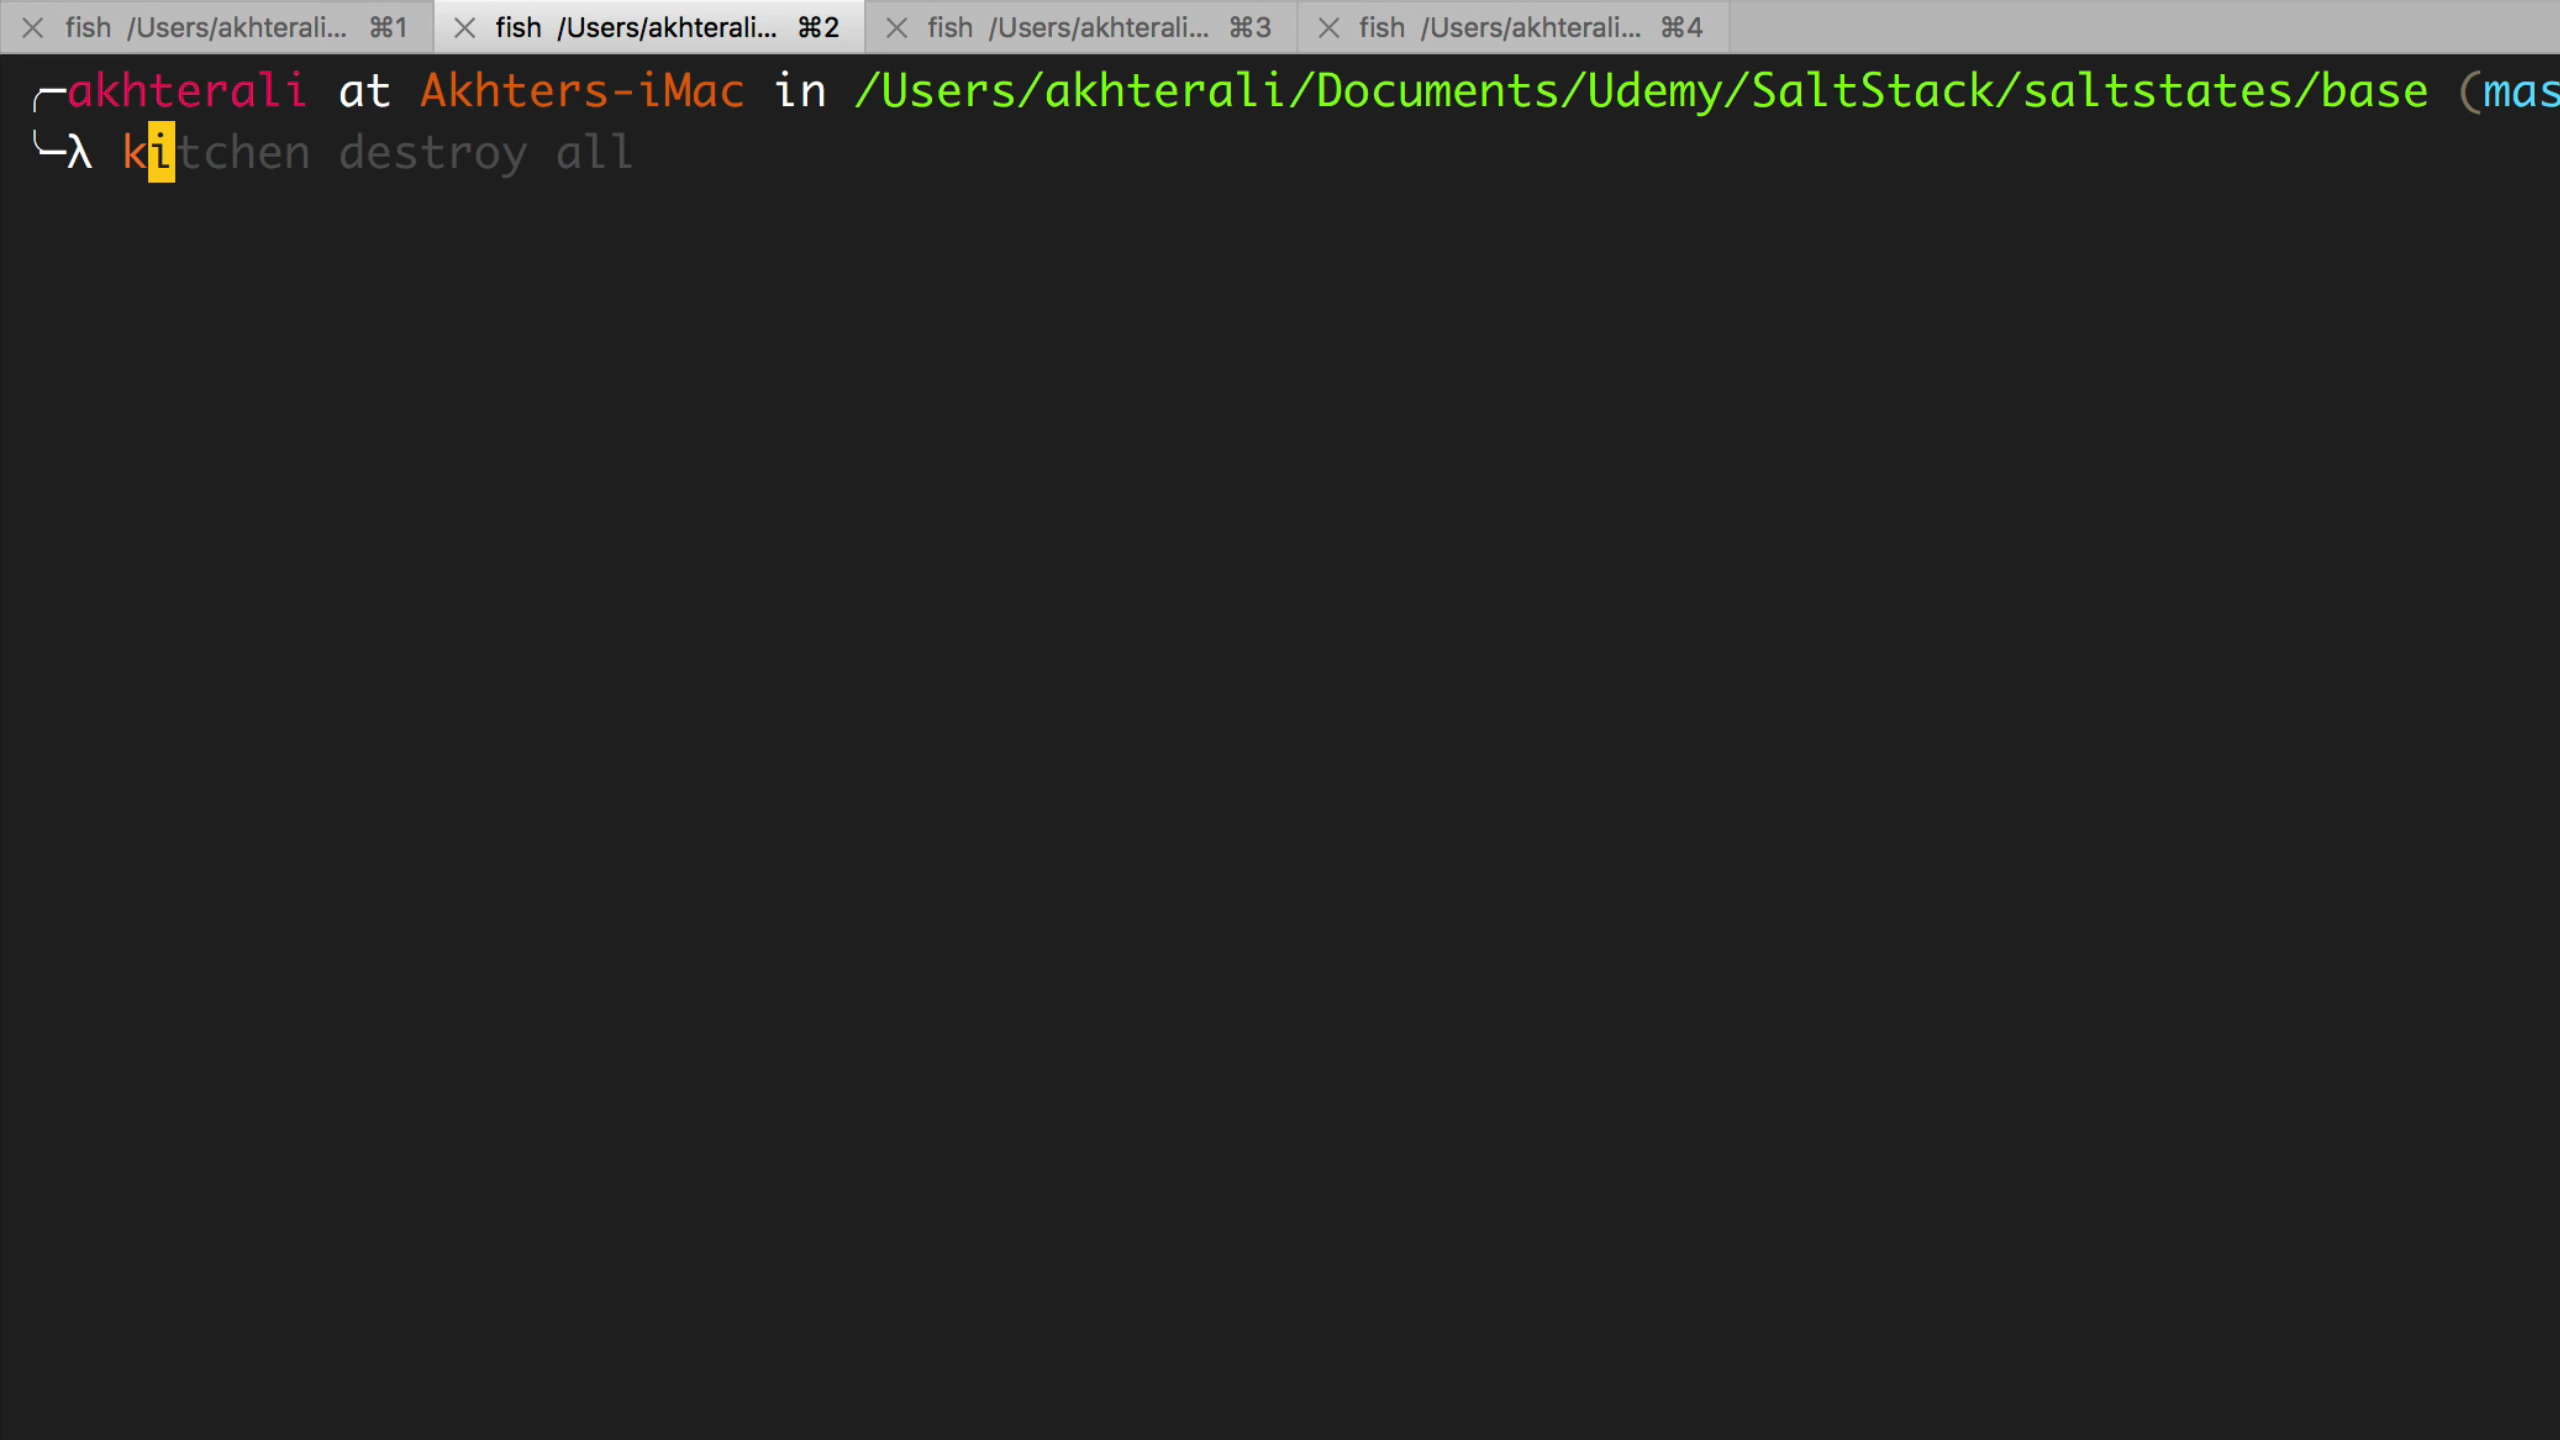 fish /Users/akhterali... ⌘1 fish /Users/akhterali... ⌘2 fish /Users/akhterali... ⌘3 fish /Users/akhterali... ⌘4
╭─akhterali at Akhters-iMac in /Users/akhterali/Documents/Udemy/SaltStack/saltstates/base (mas
╰─λ kitchen destroy all